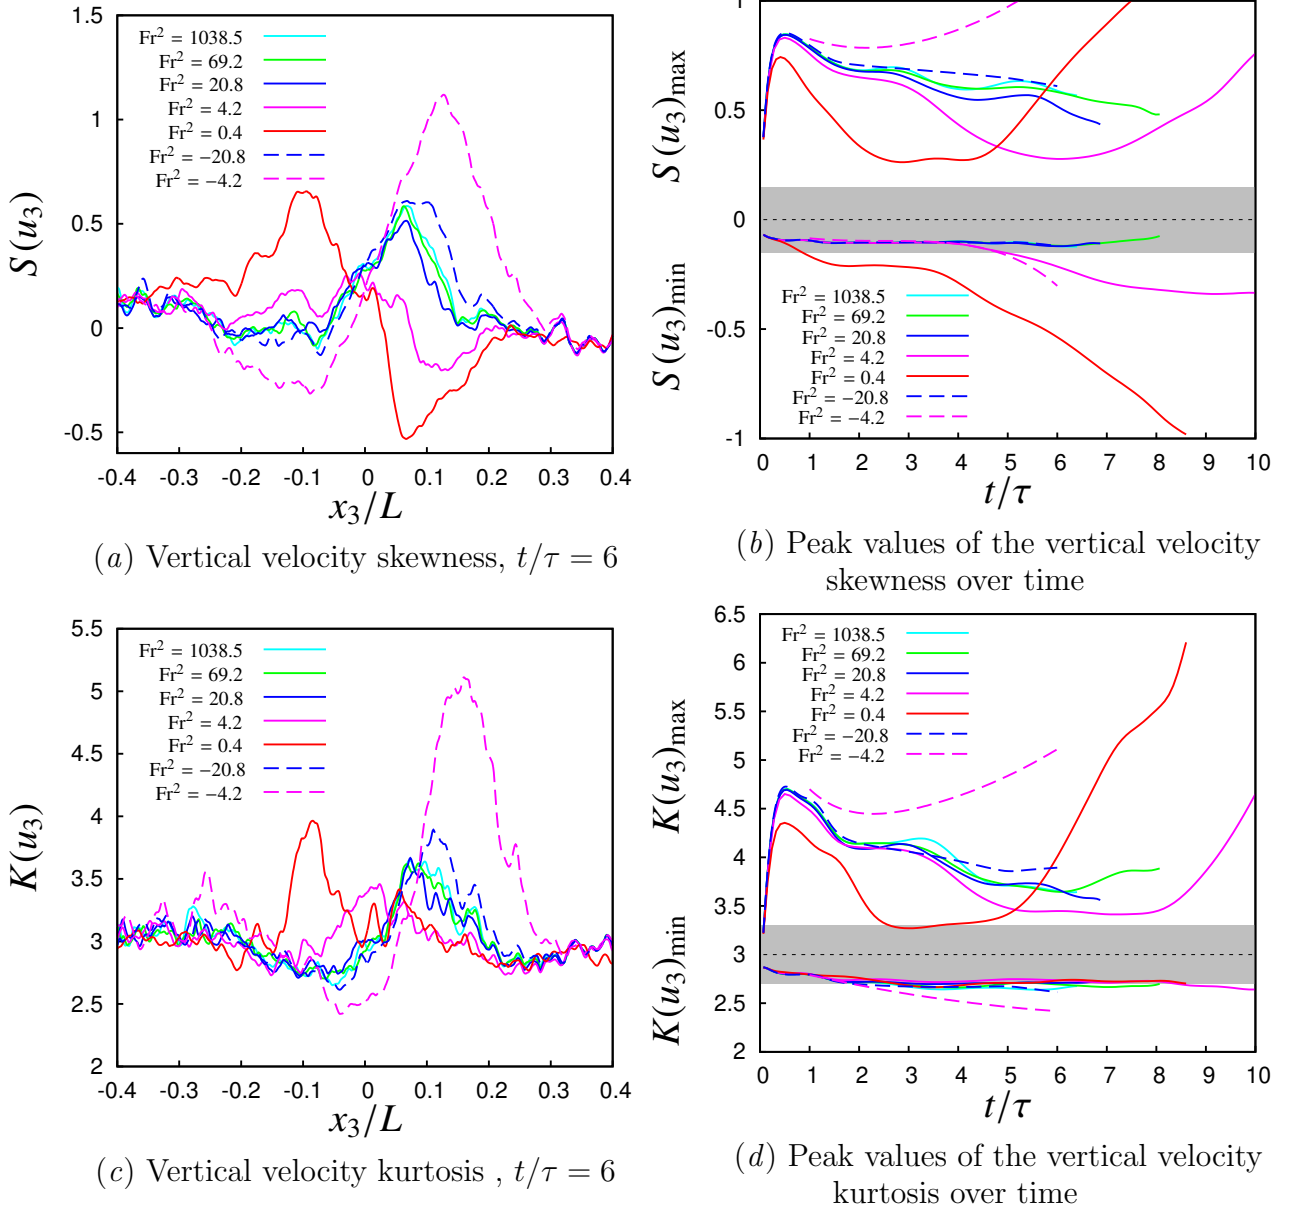 1.5
1
0.5
0
-0.5
S(u₃)
Fr² = 1038.5
Fr² = 69.2
Fr² = 20.8
Fr² = 4.2
Fr² = 0.4
Fr² = −20.8
Fr² = −4.2
-0.4 -0.3 -0.2 -0.1 0 0.1 0.2 0.3 0.4
x₃/L
(a) Vertical velocity skewness, t/τ = 6
1
0.5
0
-0.5
-1
S(u₃)max
S(u₃)min
Fr² = 1038.5
Fr² = 69.2
Fr² = 20.8
Fr² = 4.2
Fr² = 0.4
Fr² = −20.8
Fr² = −4.2
0 1 2 3 4 5 6 7 8 9 10
t/τ
(b) Peak values of the vertical velocity
skewness over time
5.5
5
4.5
4
3.5
3
2.5
2
K(u₃)
Fr² = 1038.5
Fr² = 69.2
Fr² = 20.8
Fr² = 4.2
Fr² = 0.4
Fr² = −20.8
Fr² = −4.2
-0.4 -0.3 -0.2 -0.1 0 0.1 0.2 0.3 0.4
x₃/L
(c) Vertical velocity kurtosis , t/τ = 6
6.5
6
5.5
5
4.5
4
3.5
3
2.5
2
K(u₃)max
K(u₃)min
Fr² = 1038.5
Fr² = 69.2
Fr² = 20.8
Fr² = 4.2
Fr² = 0.4
Fr² = −20.8
Fr² = −4.2
0 1 2 3 4 5 6 7 8 9 10
t/τ
(d) Peak values of the vertical velocity
kurtosis over time